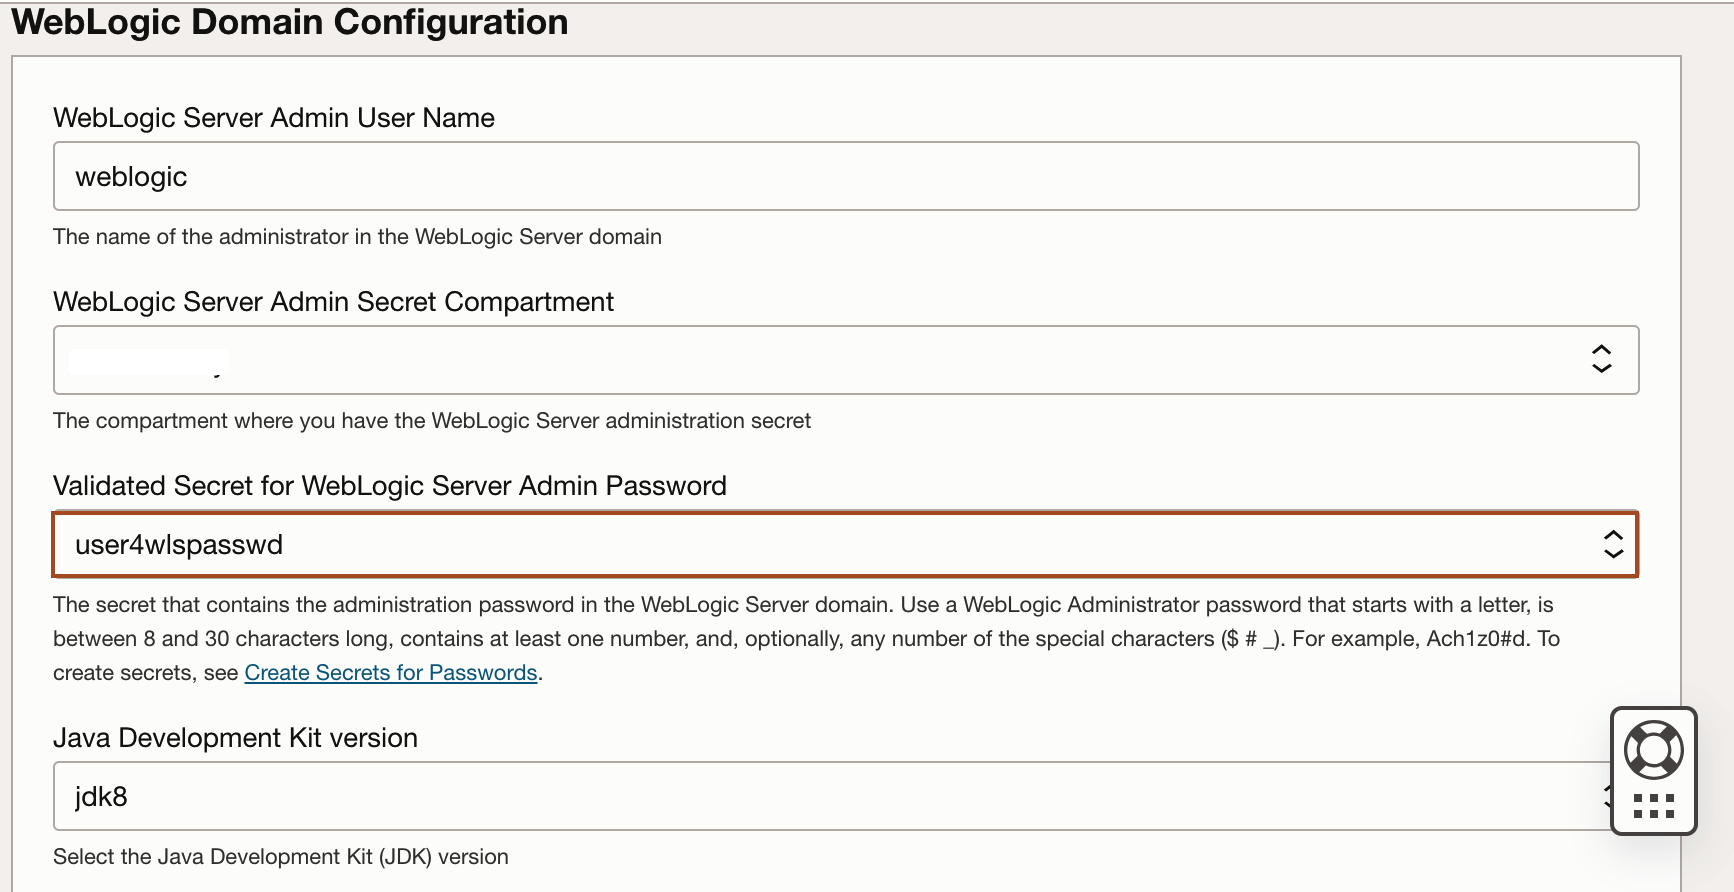 WebLogic Domain Configuration
WebLogic Server Admin User Name
weblogic
The name of the administrator in the WebLogic Server domain
WebLogic Server Admin Secret Compartment
The compartment where you have the WebLogic Server administration secret
Validated Secret for WebLogic Server Admin Password
user4wlspasswd
The secret that contains the administration password in the WebLogic Server domain. Use a WebLogic Administrator password that starts with a letter, is
between 8 and 30 characters long, contains at least one number, and, optionally, any number of the special characters ($ # _). For example, Ach1z0#d. To
create secrets, see Create Secrets for Passwords.
Java Development Kit version
jdk8
Select the Java Development Kit (JDK) version